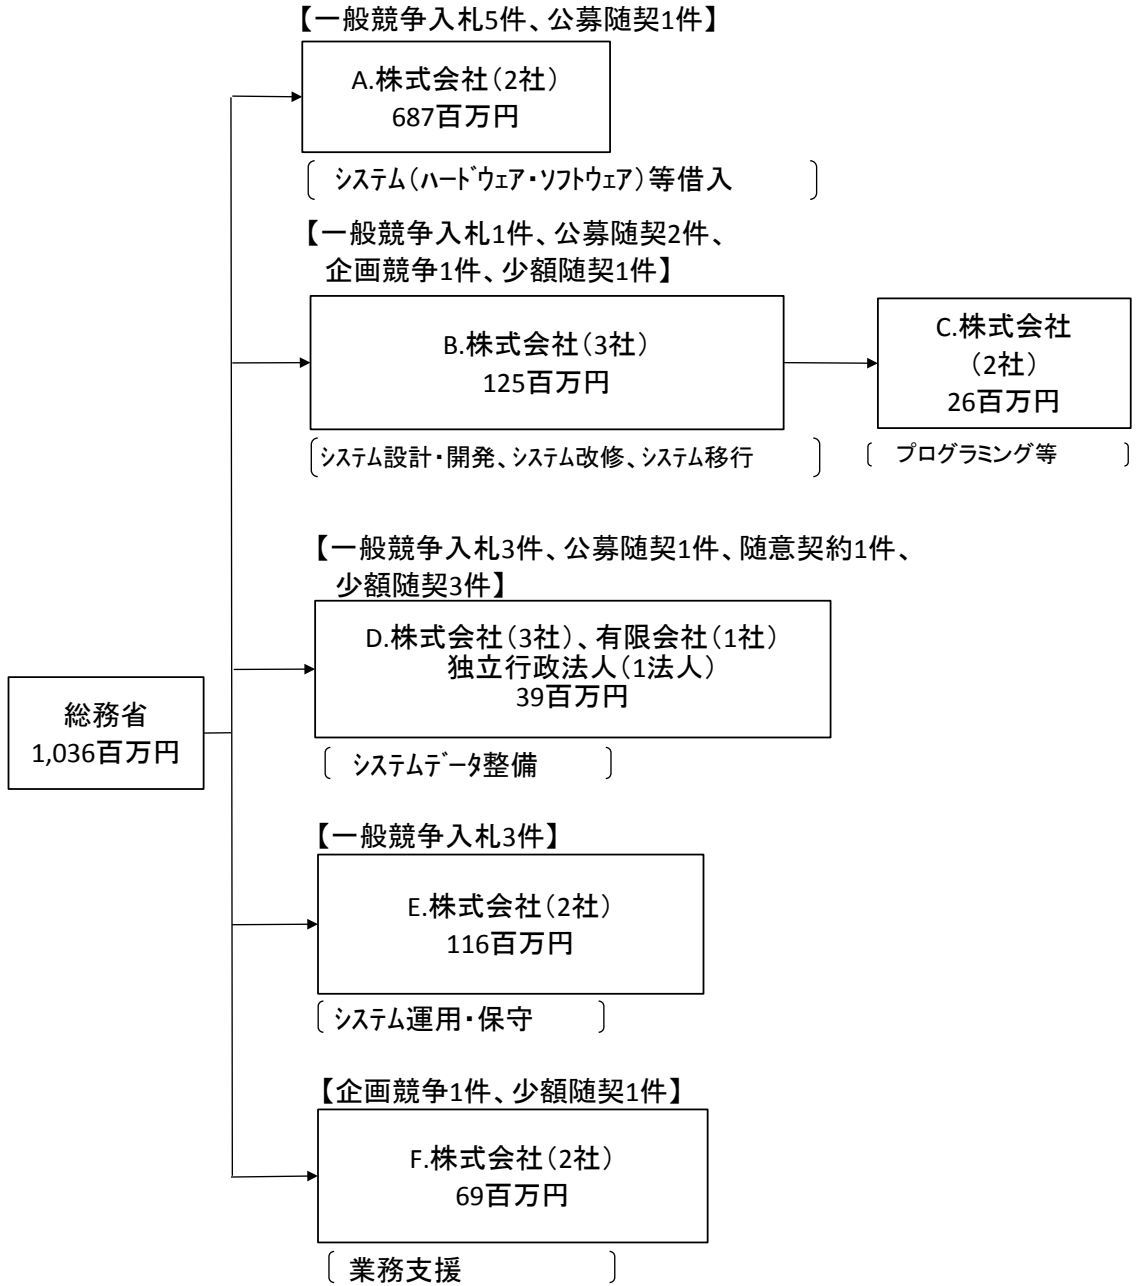 【一般競争入札5件、公募随契1件】
A.株式会社(2社)
687百万円
システム(ハードウェア・ソフトウェア)等借入
【一般競争入札1件、公募随契2件、
企画競争1件、少額随契1件】
B.株式会社(3社)
125百万円
システム設計・開発、システム改修、システム移行
C.株式会社
(2社)
26百万円
プログラミング等
【一般競争入札3件、公募随契1件、随意契約1件、
少額随契3件】
D.株式会社(3社)、有限会社(1社)
独立行政法人(1法人)
39百万円
システムデータ整備
総務省
1,036百万円
【一般競争入札3件】
E.株式会社(2社)
116百万円
システム運用・保守
【企画競争1件、少額随契1件】
F.株式会社(2社)
69百万円
業務支援